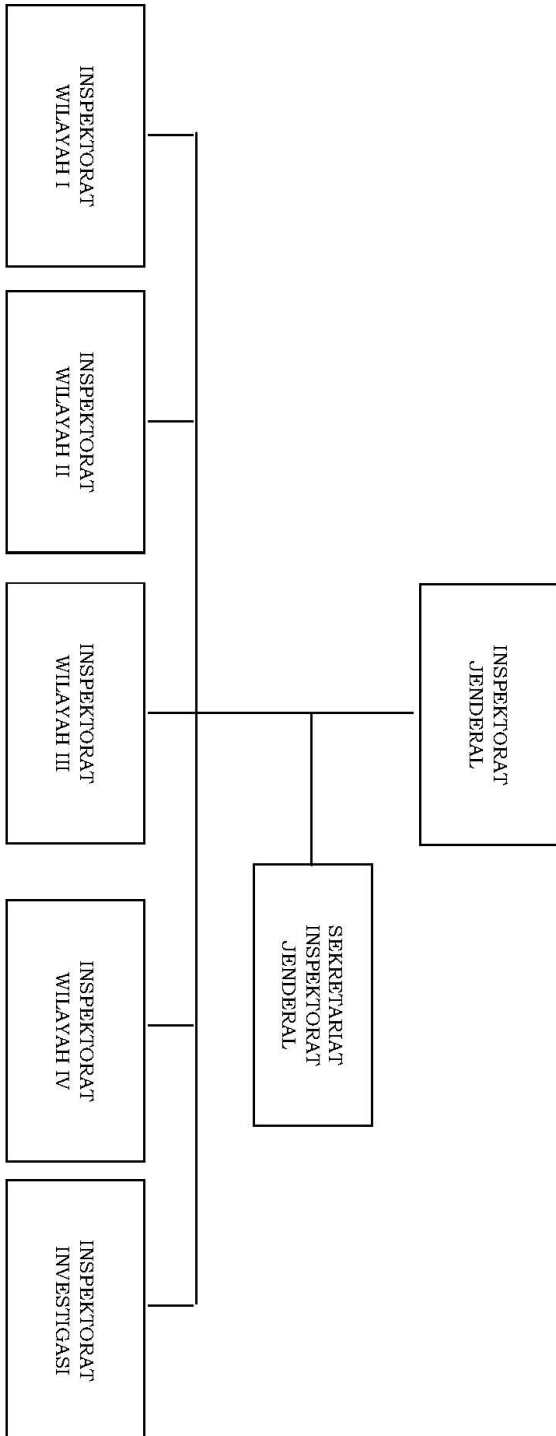 INSPEKTORAT
JENDERAL
SEKRETARIAT
INSPEKTORAT
JENDERAL
INSPEKTORAT
WILAYAH I
INSPEKTORAT
WILAYAH II
INSPEKTORAT
WILAYAH III
INSPEKTORAT
WILAYAH IV
INSPEKTORAT
INVESTIGASI